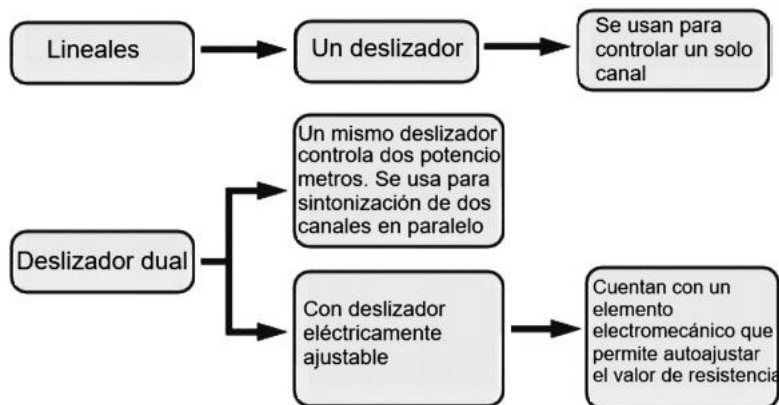 Lineales
Un deslizador
Se usan para
controlar un solo
canal
Un mismo deslizador
controla dos potencio
metros. Se usa para
sintonización de dos
canales en paralelo
Deslizador dual
Con deslizador
eléctricamente
ajustable
Cuentan con un
elemento
electromecánico que
permite autoajustar
el valor de resistencia